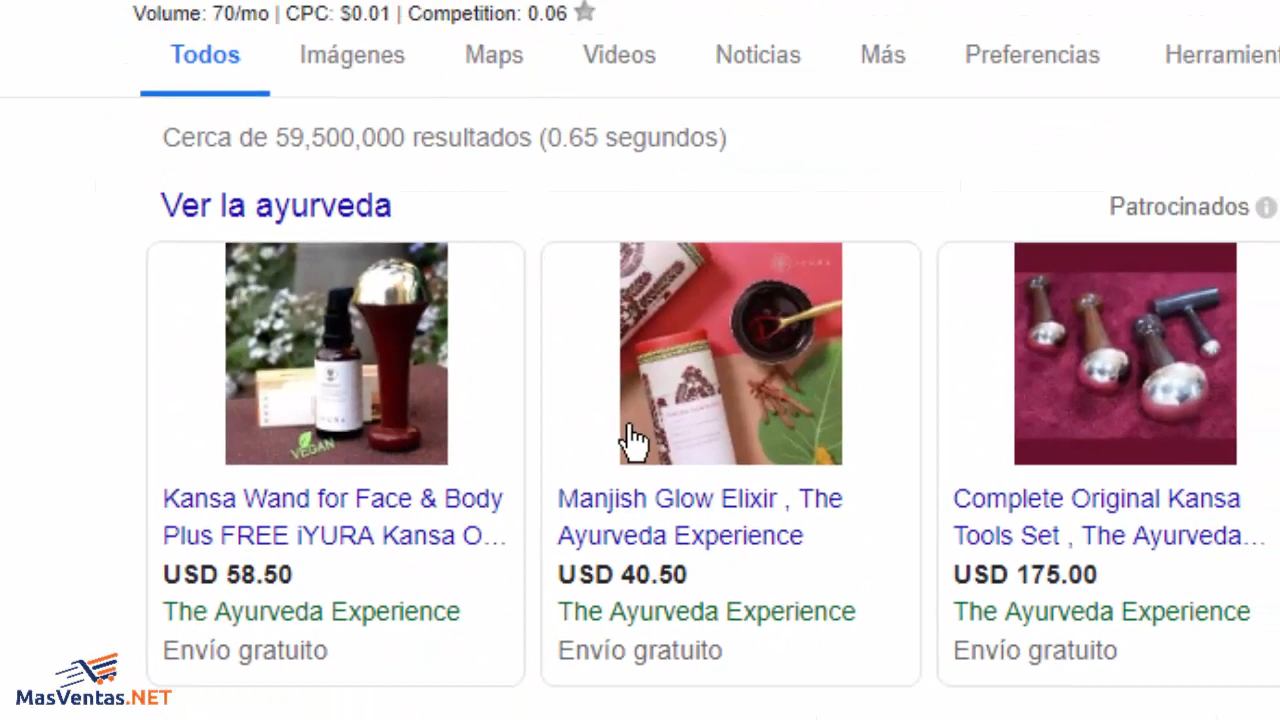 Volume: 70/mo | CPC: $0.01 | Competition: 0.06
Todos Imágenes Maps Videos Noticias Más Preferencias Herramient
Cerca de 59,500,000 resultados (0.65 segundos)
Ver la ayurveda Patrocinados
VEGAN
Kansa Wand for Face & Body
Plus FREE iYURA Kansa O...
USD 58.50
The Ayurveda Experience
Envío gratuito
Manjish Glow Elixir , The
Ayurveda Experience
USD 40.50
The Ayurveda Experience
Envío gratuito
Complete Original Kansa
Tools Set , The Ayurveda...
USD 175.00
The Ayurveda Experience
Envío gratuito
MasVentas.NET